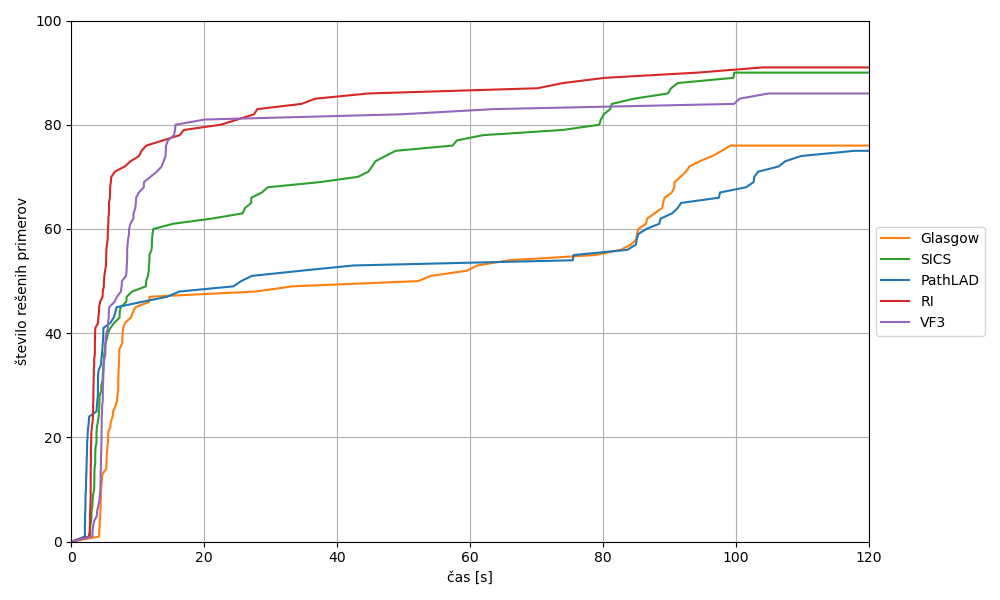 100
80
60
40
20
0
število rešenih primerov
0 20 40 60 80 100 120
čas [s]
Glasgow
SICS
PathLAD
RI
VF3